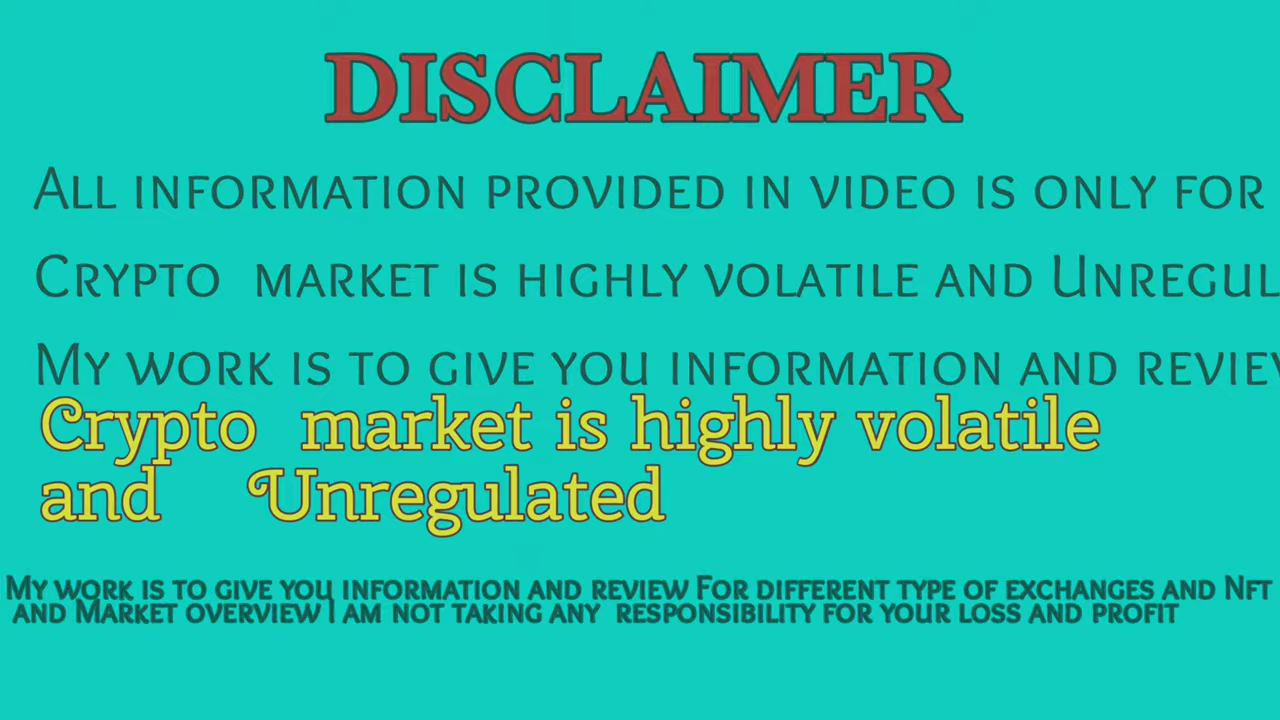 DISCLAIMER
All information provided in video is only for
Crypto market is highly volatile and
My work is to give you information and
Crypto market is highly volatile
and Unregulated
My work is to give you information and review For different type of exchanges and Nft
and Market overview I am not taking any responsibility for your loss and profit